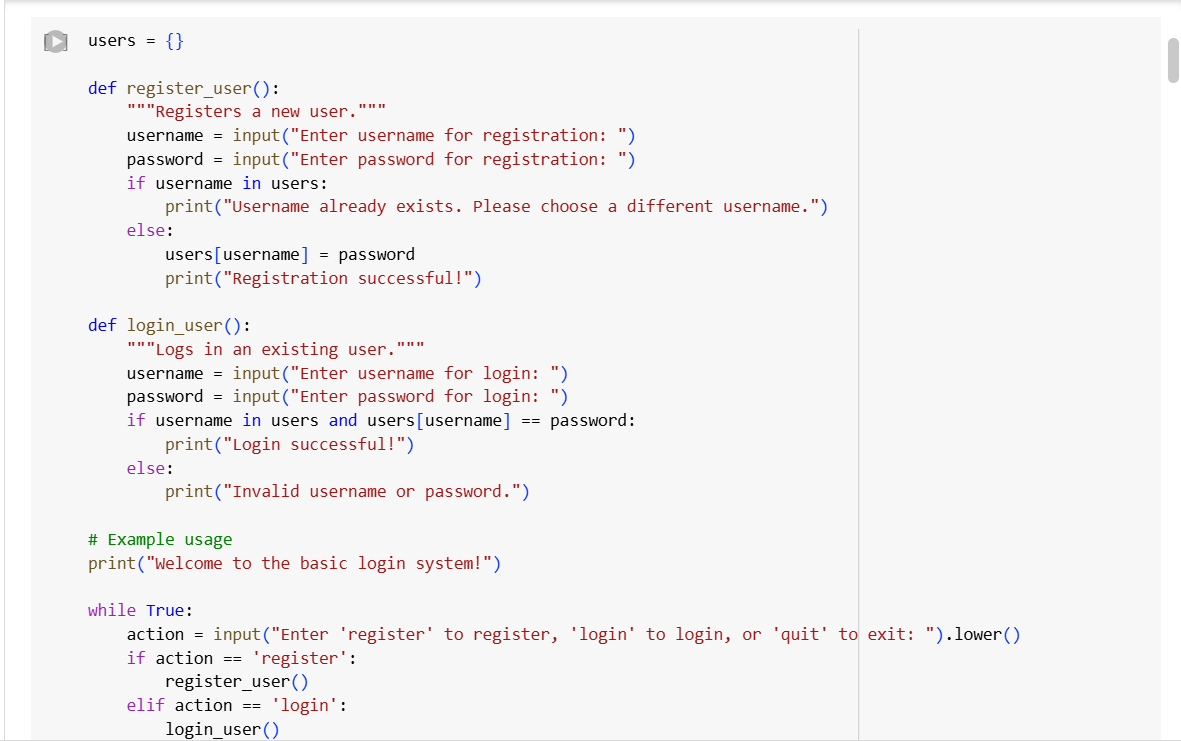 users = {}

def register_user():
    """Registers a new user."""
    username = input("Enter username for registration: ")
    password = input("Enter password for registration: ")
    if username in users:
        print("Username already exists. Please choose a different username.")
    else:
        users[username] = password
        print("Registration successful!")

def login_user():
    """Logs in an existing user."""
    username = input("Enter username for login: ")
    password = input("Enter password for login: ")
    if username in users and users[username] == password:
        print("Login successful!")
    else:
        print("Invalid username or password.")

# Example usage
print("Welcome to the basic login system!")

while True:
    action = input("Enter 'register' to register, 'login' to login, or 'quit' to exit: ").lower()
    if action == 'register':
        register_user()
    elif action == 'login':
        login_user()